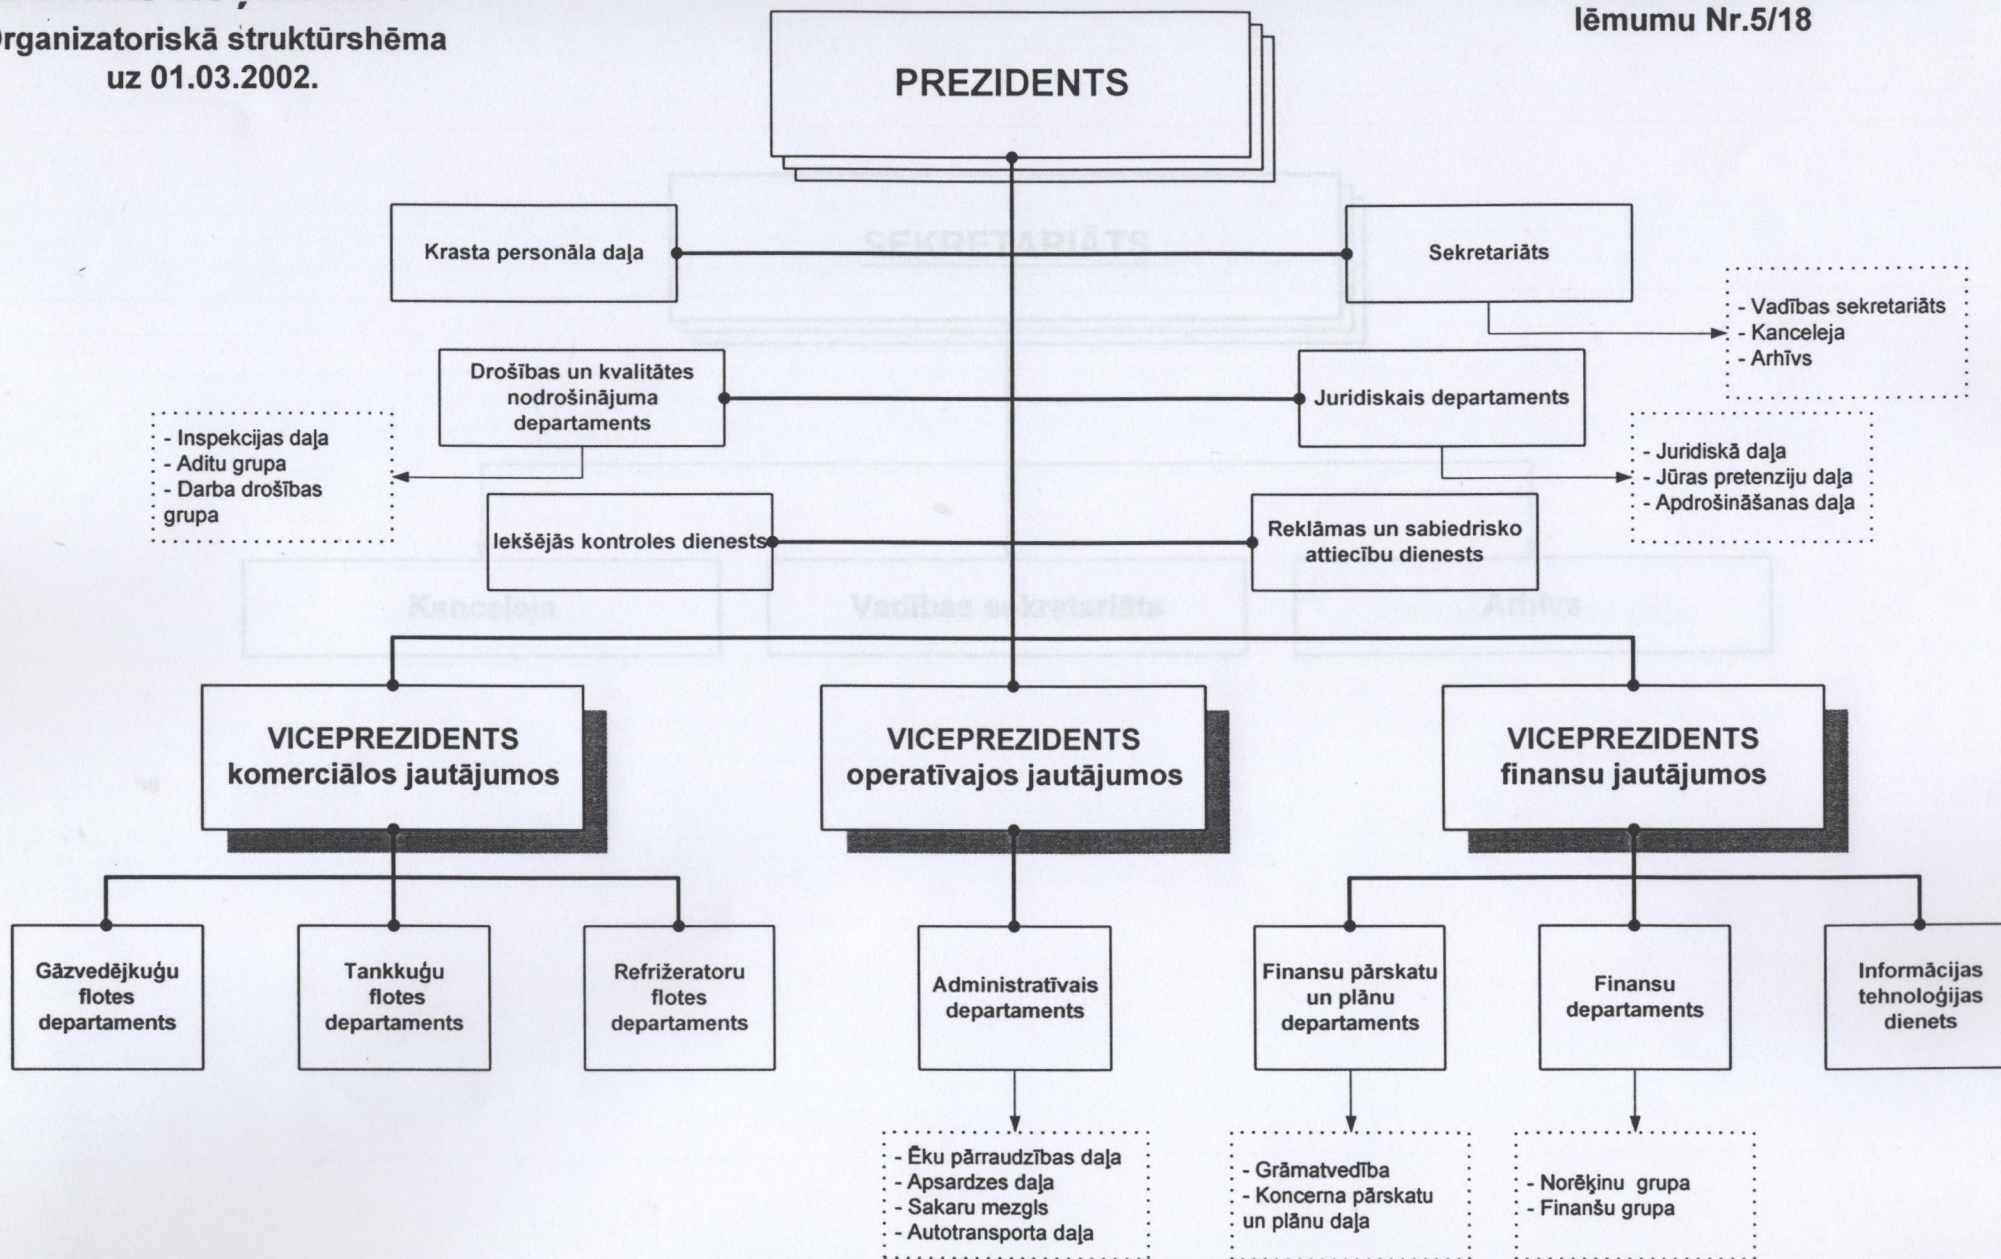 Organizatoriskā struktūrshēma
uz 01.03.2002.
lēmumu Nr.5/18
PREZIDENTS
Krasta personāla daļa
SEKRETARIĀTS
Sekretariāts
- Vadības sekretariāts
- Kanceleja
- Arhīvs
Drošības un kvalitātes
nodrošinājuma
departaments
Juridiskais departaments
- Inspekcijas daļa
- Aditu grupa
- Darba drošības
grupa
- Juridiskā daļa
- Jūras pretenziju daļa
- Apdrošināšanas daļa
Iekšējās kontroles dienests
Reklāmas un sabiedrisko
attiecību dienests
Kanceleja
Vadības sekretariāts
Arhīvs
VICEPREZIDENTS
komerciālos jautājumos
VICEPREZIDENTS
operatīvajos jautājumos
VICEPREZIDENTS
finansu jautājumos
Gāzvedējkuģu
flotes
departaments
Tankkuģu
flotes
departaments
Refrižeratoru
flotes
departaments
Administratīvais
departaments
Finansu pārskatu
un plānu
departaments
Finansu
departaments
Informācijas
tehnoloģijas
dienets
- Ēku pārraudzības daļa
- Apsardzes daļa
- Sakaru mezgls
- Autotransporta daļa
- Grāmatvedība
- Koncerna pārskatu
un plānu daļa
- Norēķinu grupa
- Finanšu grupa